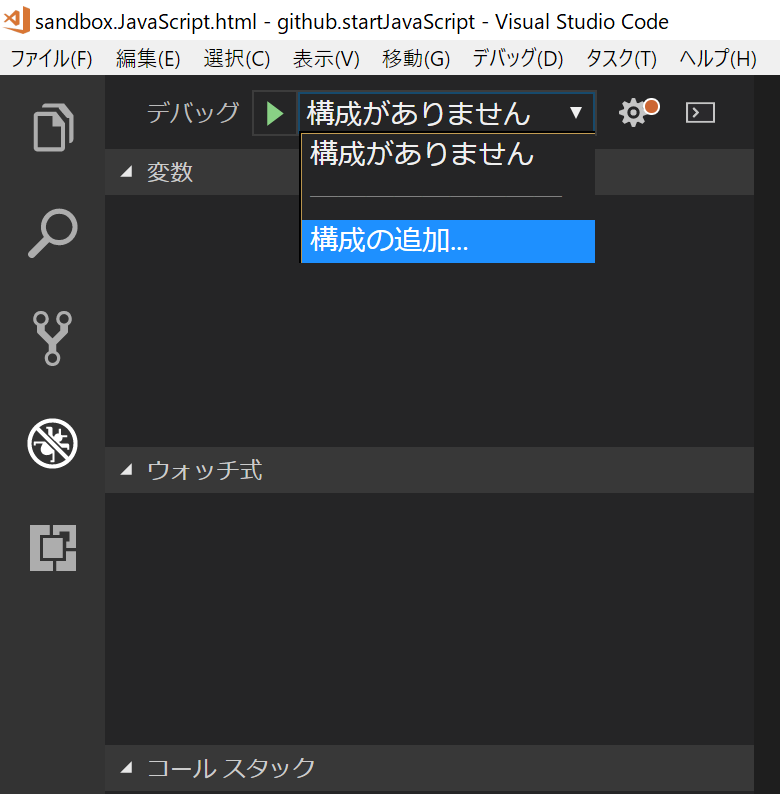 sandbox.JavaScript.html - github.startJavaScript - Visual Studio Code
ファイル(F) 編集(E) 選択(C) 表示(V) 移動(G) デバッグ(D) タスク(T) ヘルプ(H)
デバッグ 構成がありません
構成がありません
変数
構成の追加...
ウォッチ式
コール スタック